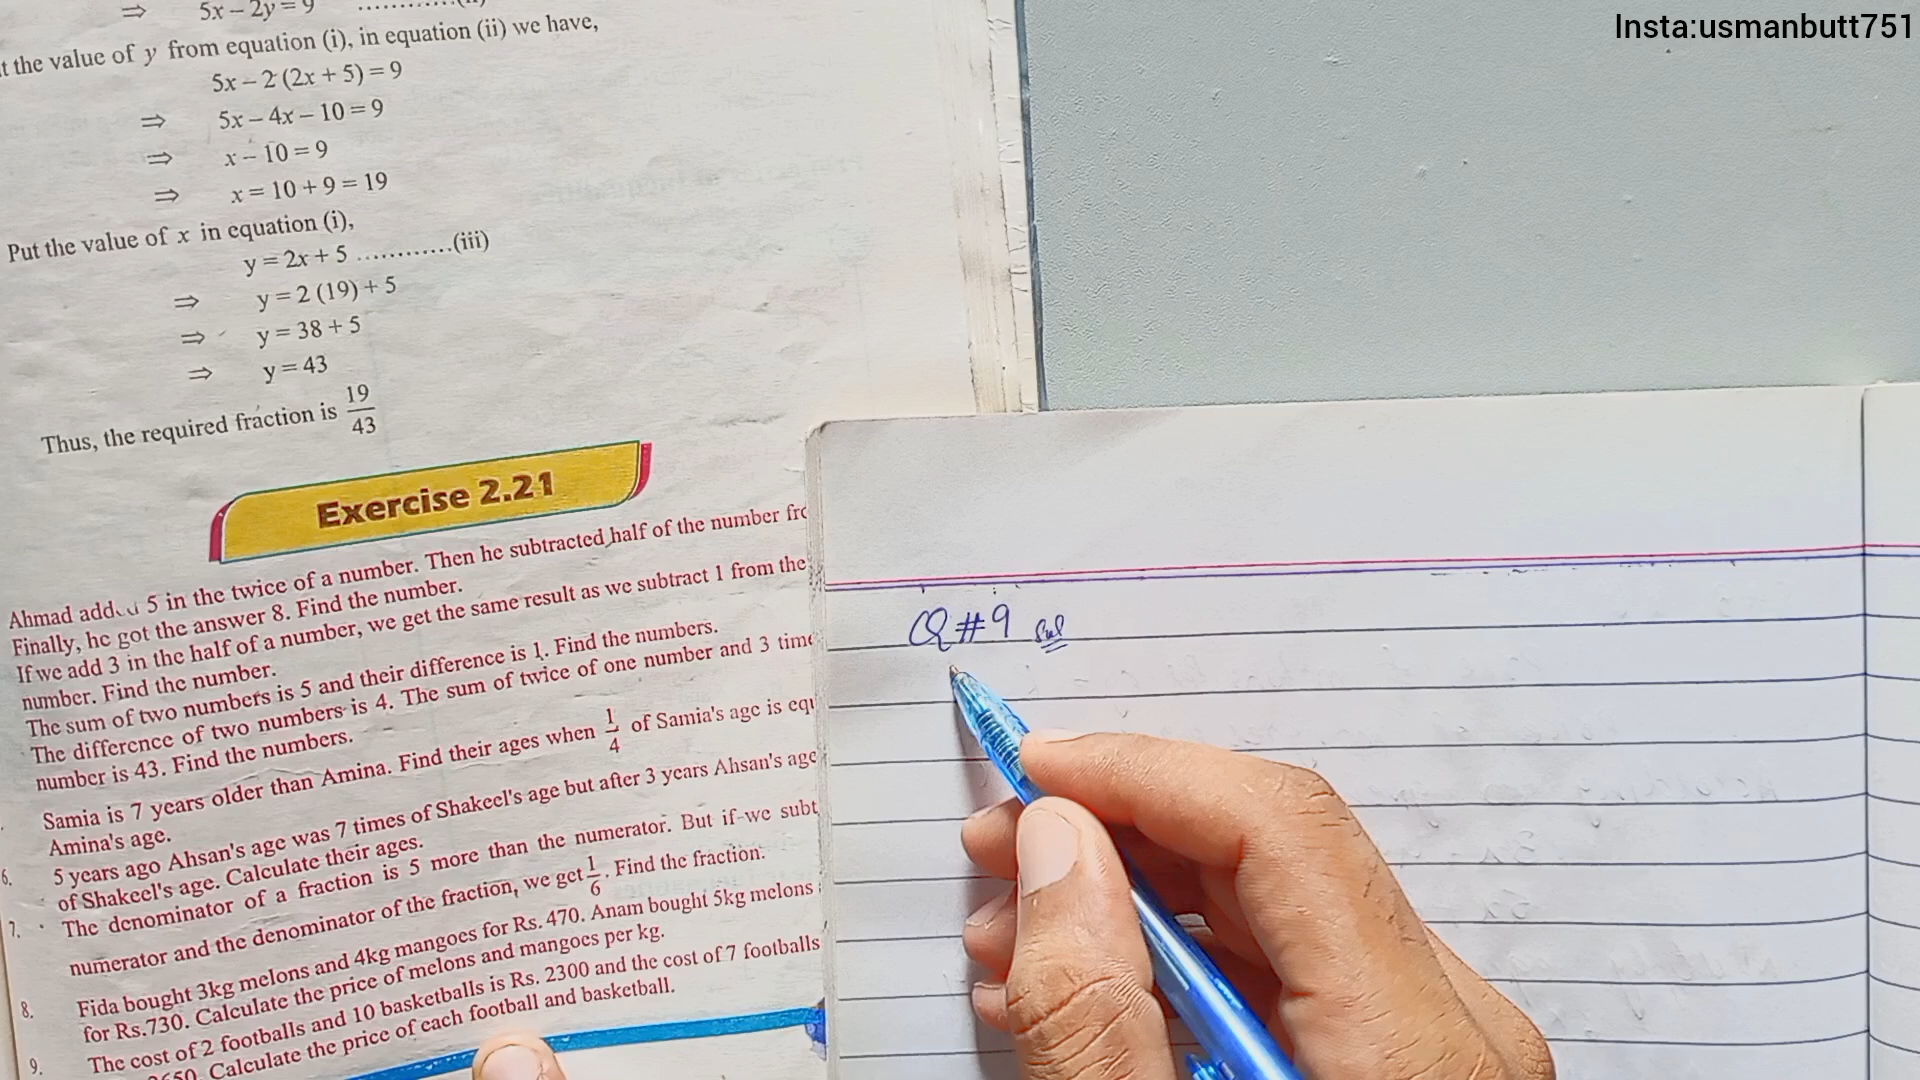 Insta:usmanbutt751
⇒ 5x – 2y = 9
t the value of y from equation (i), in equation (ii) we have,
5x – 2 (2x + 5) = 9
⇒ 5x – 4x – 10 = 9
⇒ x – 10 = 9
⇒ x = 10 + 9 = 19
Put the value of x in equation (i),
y = 2x + 5 ............(iii)
⇒ y = 2 (19) + 5
⇒ y = 38 + 5
⇒ y = 43
Thus, the required fraction is 19/43
Exercise 2.21
Ahmad added 5 in the twice of a number. Then he subtracted half of the number fro
Finally, he got the answer 8. Find the number.
If we add 3 in the half of a number, we get the same result as we subtract 1 from the
number. Find the number.
The sum of two numbers is 5 and their difference is 1. Find the numbers.
The difference of two numbers is 4. The sum of twice of one number and 3 time
number is 43. Find the numbers.
Samia is 7 years older than Amina. Find their ages when 1/4 of Samia's age is equ
Amina's age.
6. 5 years ago Ahsan's age was 7 times of Shakeel's age but after 3 years Ahsan's age
of Shakeel's age. Calculate their ages.
7. The denominator of a fraction is 5 more than the numerator. But if we subt
numerator and the denominator of the fraction, we get 1/6. Find the fraction.
8. Fida bought 3kg melons and 4kg mangoes for Rs. 470. Anam bought 5kg melons
for Rs.730. Calculate the price of melons and mangoes per kg.
9. The cost of 2 footballs and 10 basketballs is Rs. 2300 and the cost of 7 footballs
650. Calculate the price of each football and basketball.
Q#9 Sol